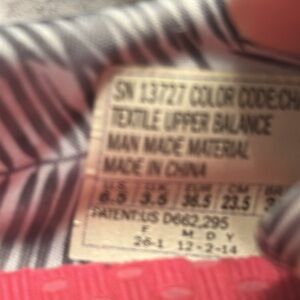 SN 13727 COLOR CODE:CH
TEXTILE UPPER BALANCE
MAN MADE MATERIAL
MADE IN CHINA
U.S. U.K. EUR CM
6.5 3.5 36.5 23.5
PATENT:US D662,295
F M D Y
26-1 12-2-14